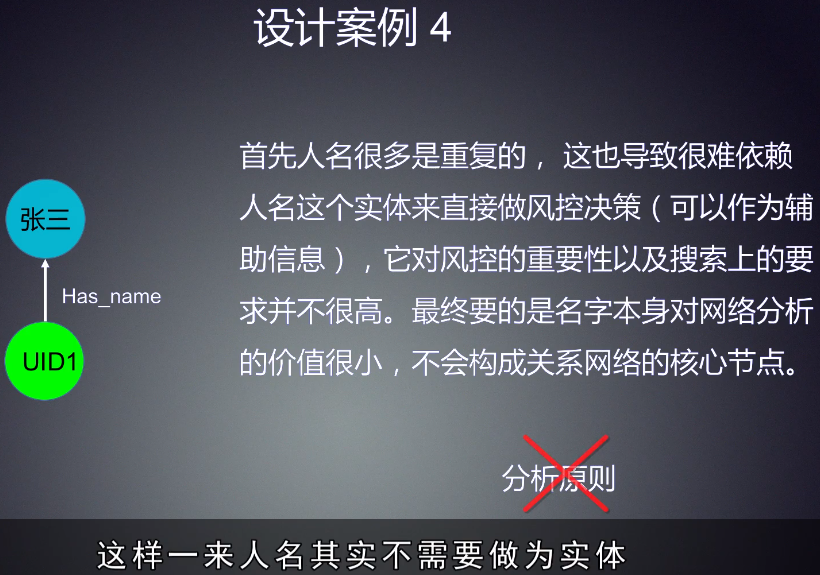 设计案例 4
首先人名很多是重复的， 这也导致很难依赖
人名这个实体来直接做风控决策（可以作为辅
助信息），它对风控的重要性以及搜索上的要
求并不很高。最终要的是名字本身对网络分析
的价值很小，不会构成关系网络的核心节点。
张三
Has_name
UID1
分析原则
这样一来人名其实不需要做为实体